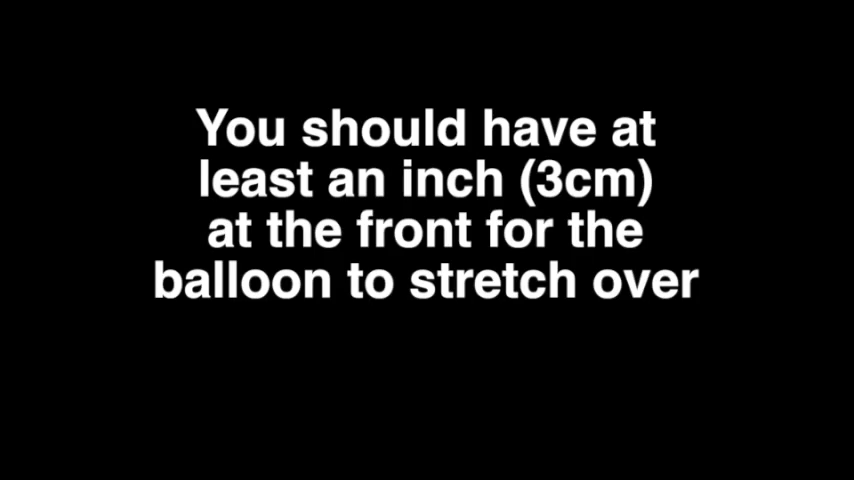 You should have at
least an inch (3cm)
at the front for the
balloon to stretch over